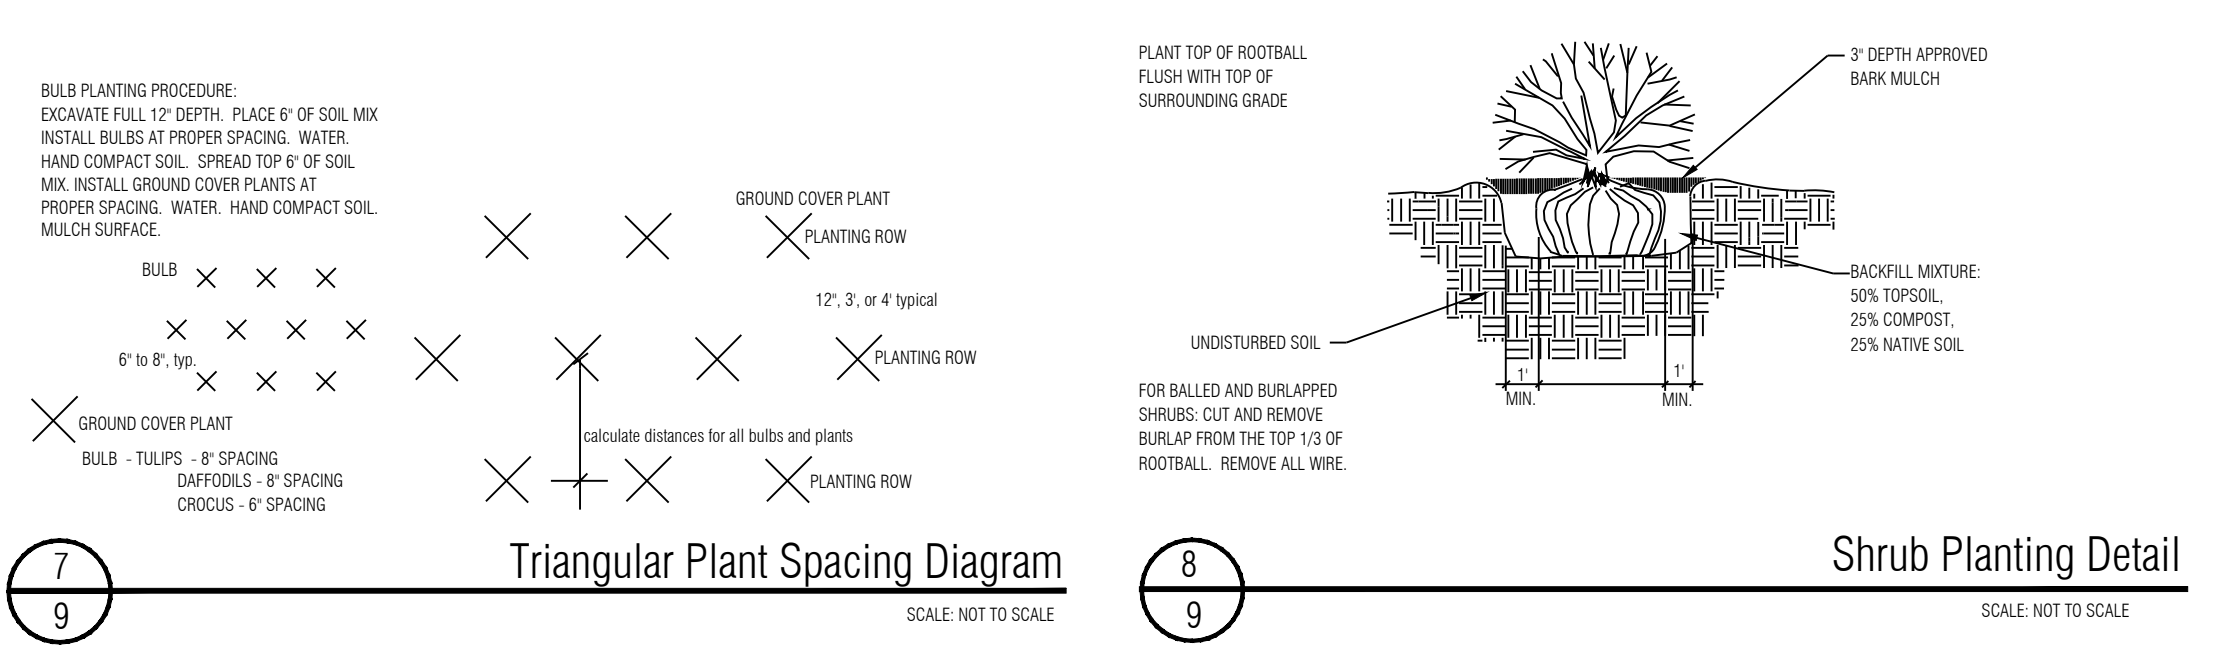 BULB PLANTING PROCEDURE:
EXCAVATE FULL 12" DEPTH.  PLACE 6" OF SOIL MIX
INSTALL BULBS AT PROPER SPACING.  WATER.
HAND COMPACT SOIL.  SPREAD TOP 6" OF SOIL
MIX. INSTALL GROUND COVER PLANTS AT
PROPER SPACING.  WATER.  HAND COMPACT SOIL.
MULCH SURFACE.
BULB
6" to 8", typ.
GROUND COVER PLANT
BULB  - TULIPS  - 8" SPACING
DAFFODILS - 8" SPACING
CROCUS - 6" SPACING
GROUND COVER PLANT
PLANTING ROW
12", 3', or 4' typical
PLANTING ROW
calculate distances for all bulbs and plants
PLANTING ROW
7
9
Triangular Plant Spacing Diagram
SCALE: NOT TO SCALE
PLANT TOP OF ROOTBALL
FLUSH WITH TOP OF
SURROUNDING GRADE
3" DEPTH APPROVED
BARK MULCH
BACKFILL MIXTURE:
50% TOPSOIL,
25% COMPOST,
25% NATIVE SOIL
UNDISTURBED SOIL
1'
MIN.
1'
MIN.
FOR BALLED AND BURLAPPED
SHRUBS: CUT AND REMOVE
BURLAP FROM THE TOP 1/3 OF
ROOTBALL.  REMOVE ALL WIRE.
8
9
Shrub Planting Detail
SCALE: NOT TO SCALE